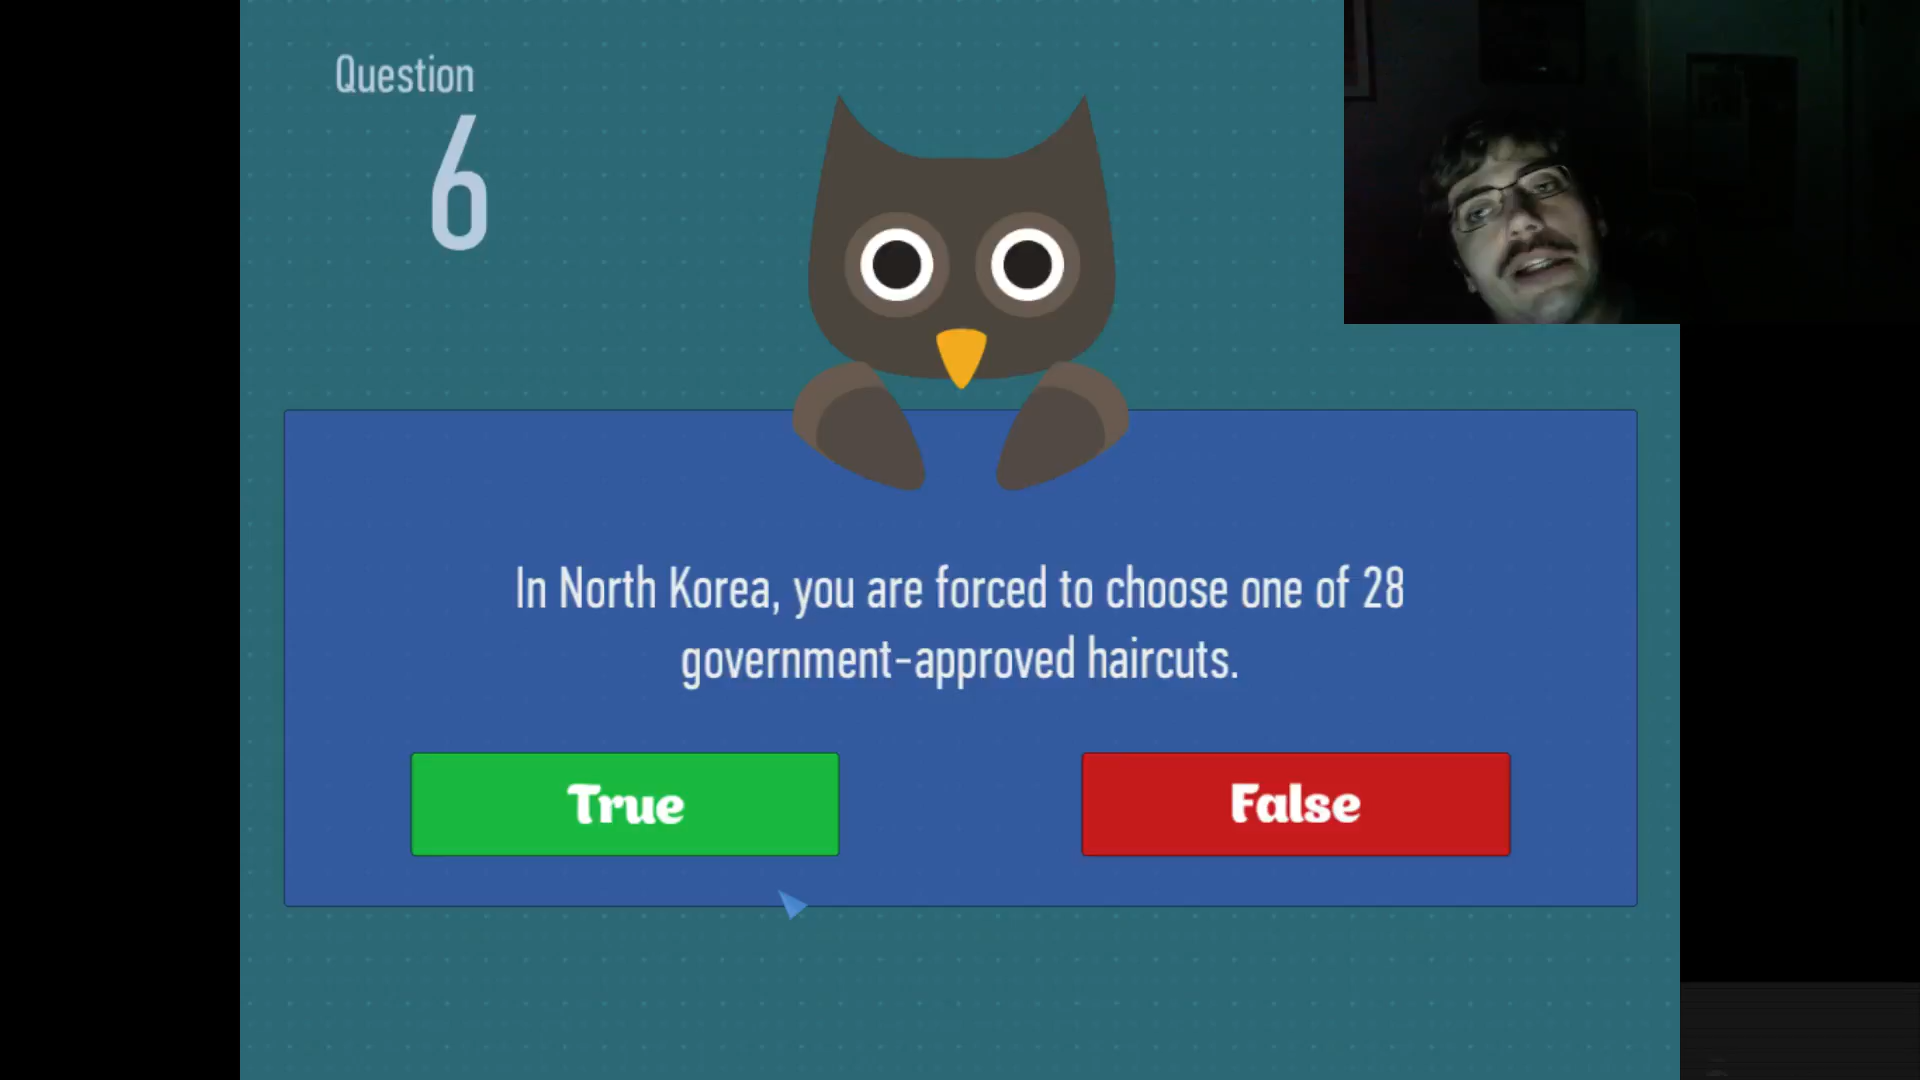 Question
6
In North Korea, you are forced to choose one of 28
government-approved haircuts.
True
False